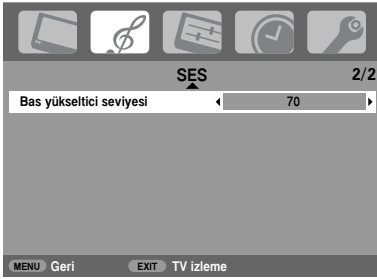 SES 2/2
Bas yükseltici seviyesi 70
MENU Geri EXIT TV izleme